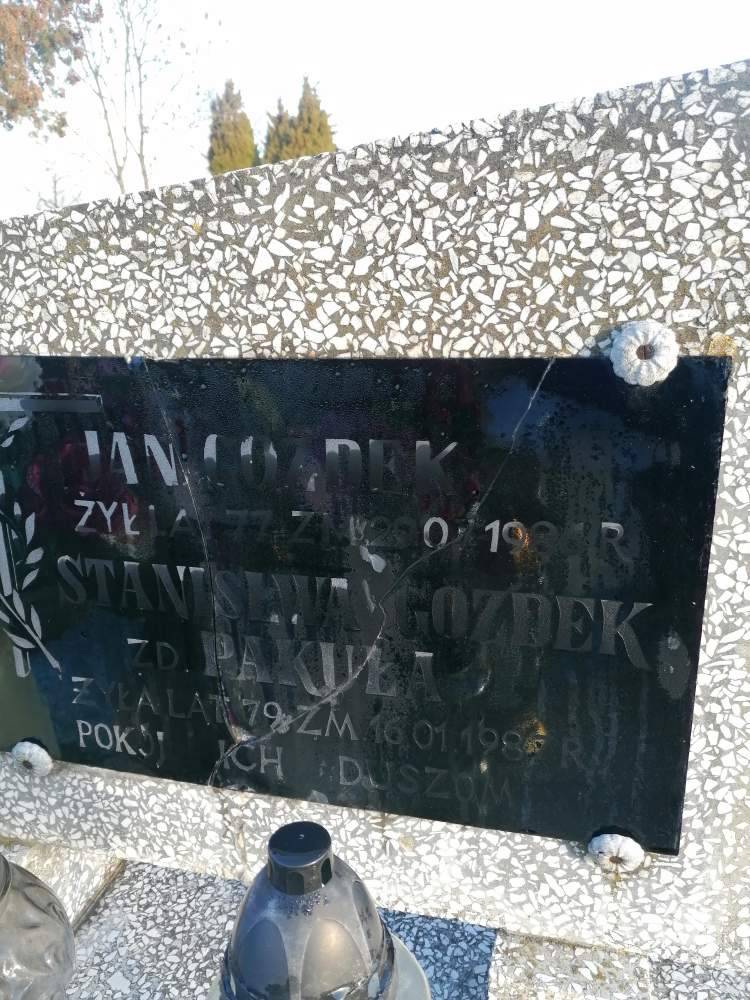 JAN GOZDEK
ŻYŁ LAT 77 ZM
STANISŁWA GOZDEK
ZD. PAKUŁA
ŻYŁA LAT 79 ZM 16 01 198 R
POKÓJ ICH DUSZOM